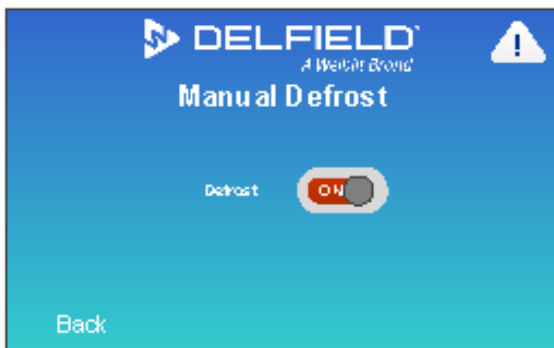 DELFIELD
A Welbilt Brand
Manual Defrost
Defrost
ON
Back